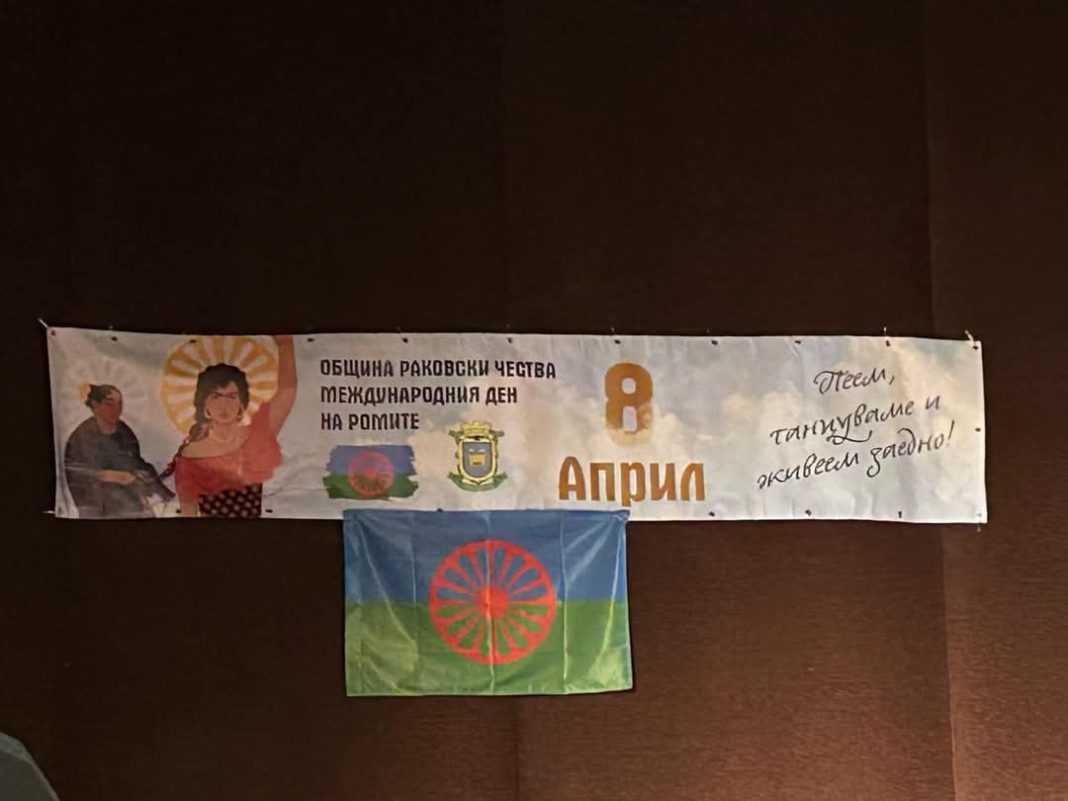 ОБЩИНА РАКОВСКИ ЧЕСТВА
МЕЖДУНАРОДНИЯ ДЕН
НА РОМИТЕ
8
Април
Пеем,
танцуваме и
живеем заедно!